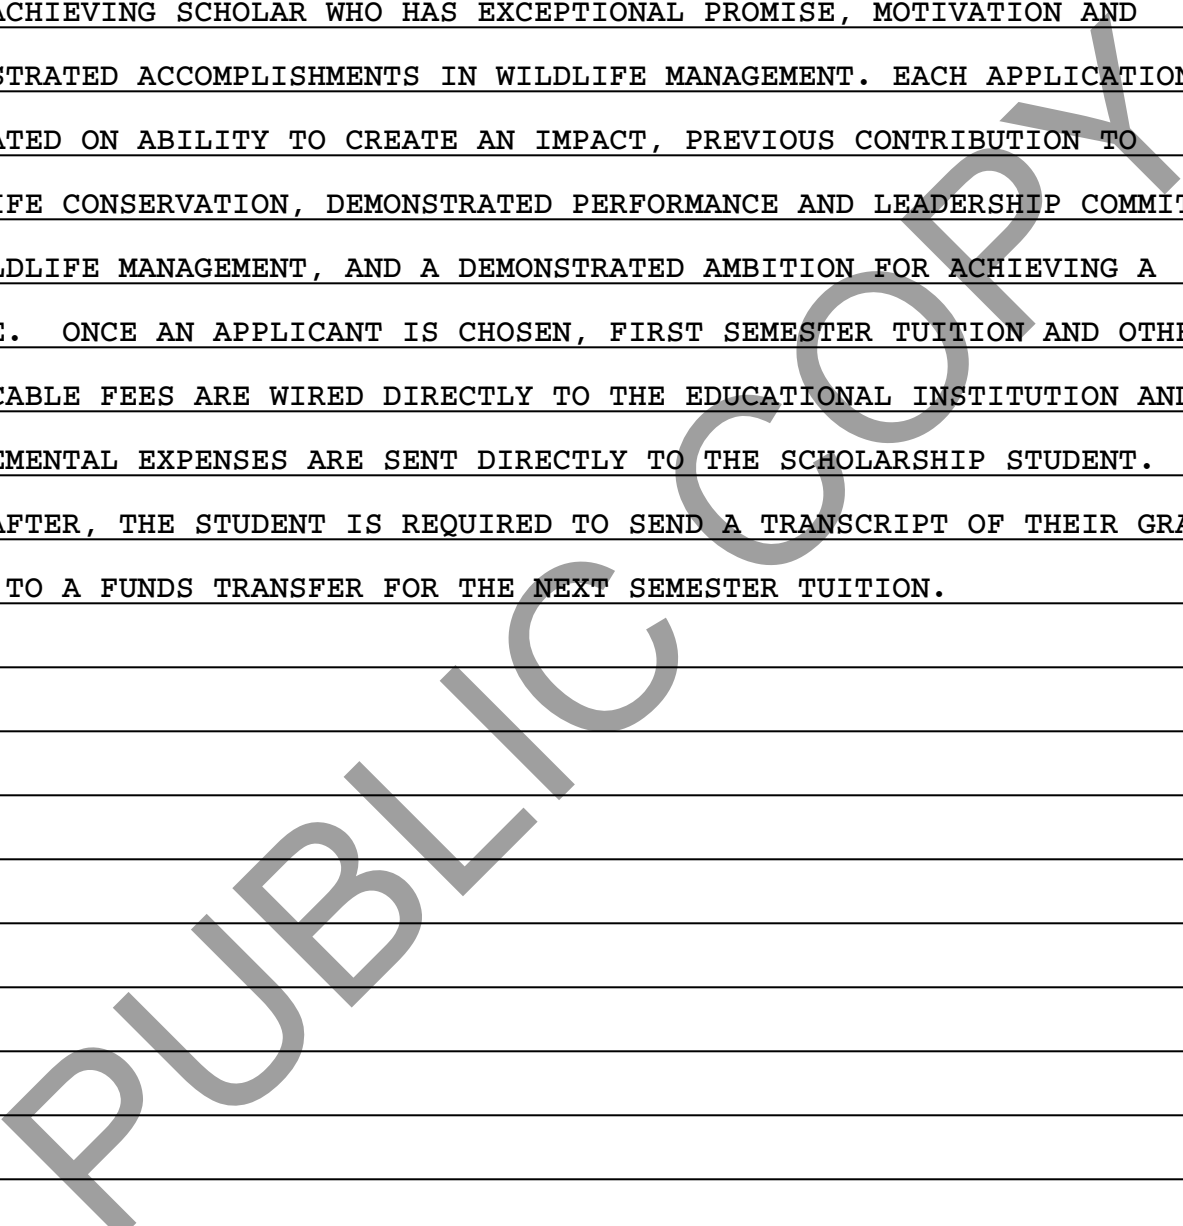 ACHIEVING SCHOLAR WHO HAS EXCEPTIONAL PROMISE, MOTIVATION AND
STRATED ACCOMPLISHMENTS IN WILDLIFE MANAGEMENT. EACH APPLICATION
ATED ON ABILITY TO CREATE AN IMPACT, PREVIOUS CONTRIBUTION TO
IFE CONSERVATION, DEMONSTRATED PERFORMANCE AND LEADERSHIP COMMIT
LDLIFE MANAGEMENT, AND A DEMONSTRATED AMBITION FOR ACHIEVING A
E. ONCE AN APPLICANT IS CHOSEN, FIRST SEMESTER TUITION AND OTHE
CABLE FEES ARE WIRED DIRECTLY TO THE EDUCATIONAL INSTITUTION AND
EMENTAL EXPENSES ARE SENT DIRECTLY TO THE SCHOLARSHIP STUDENT.
AFTER, THE STUDENT IS REQUIRED TO SEND A TRANSCRIPT OF THEIR GRA
TO A FUNDS TRANSFER FOR THE NEXT SEMESTER TUITION.
PUBLIC COPY